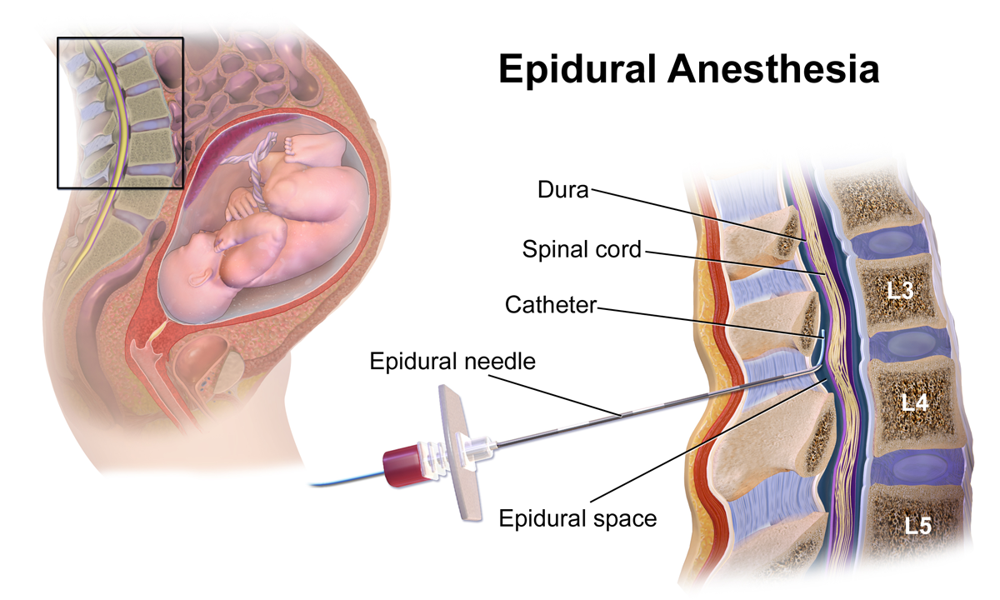 Epidural Anesthesia
Dura
Spinal cord
Catheter
Epidural needle
Epidural space
L3
L4
L5